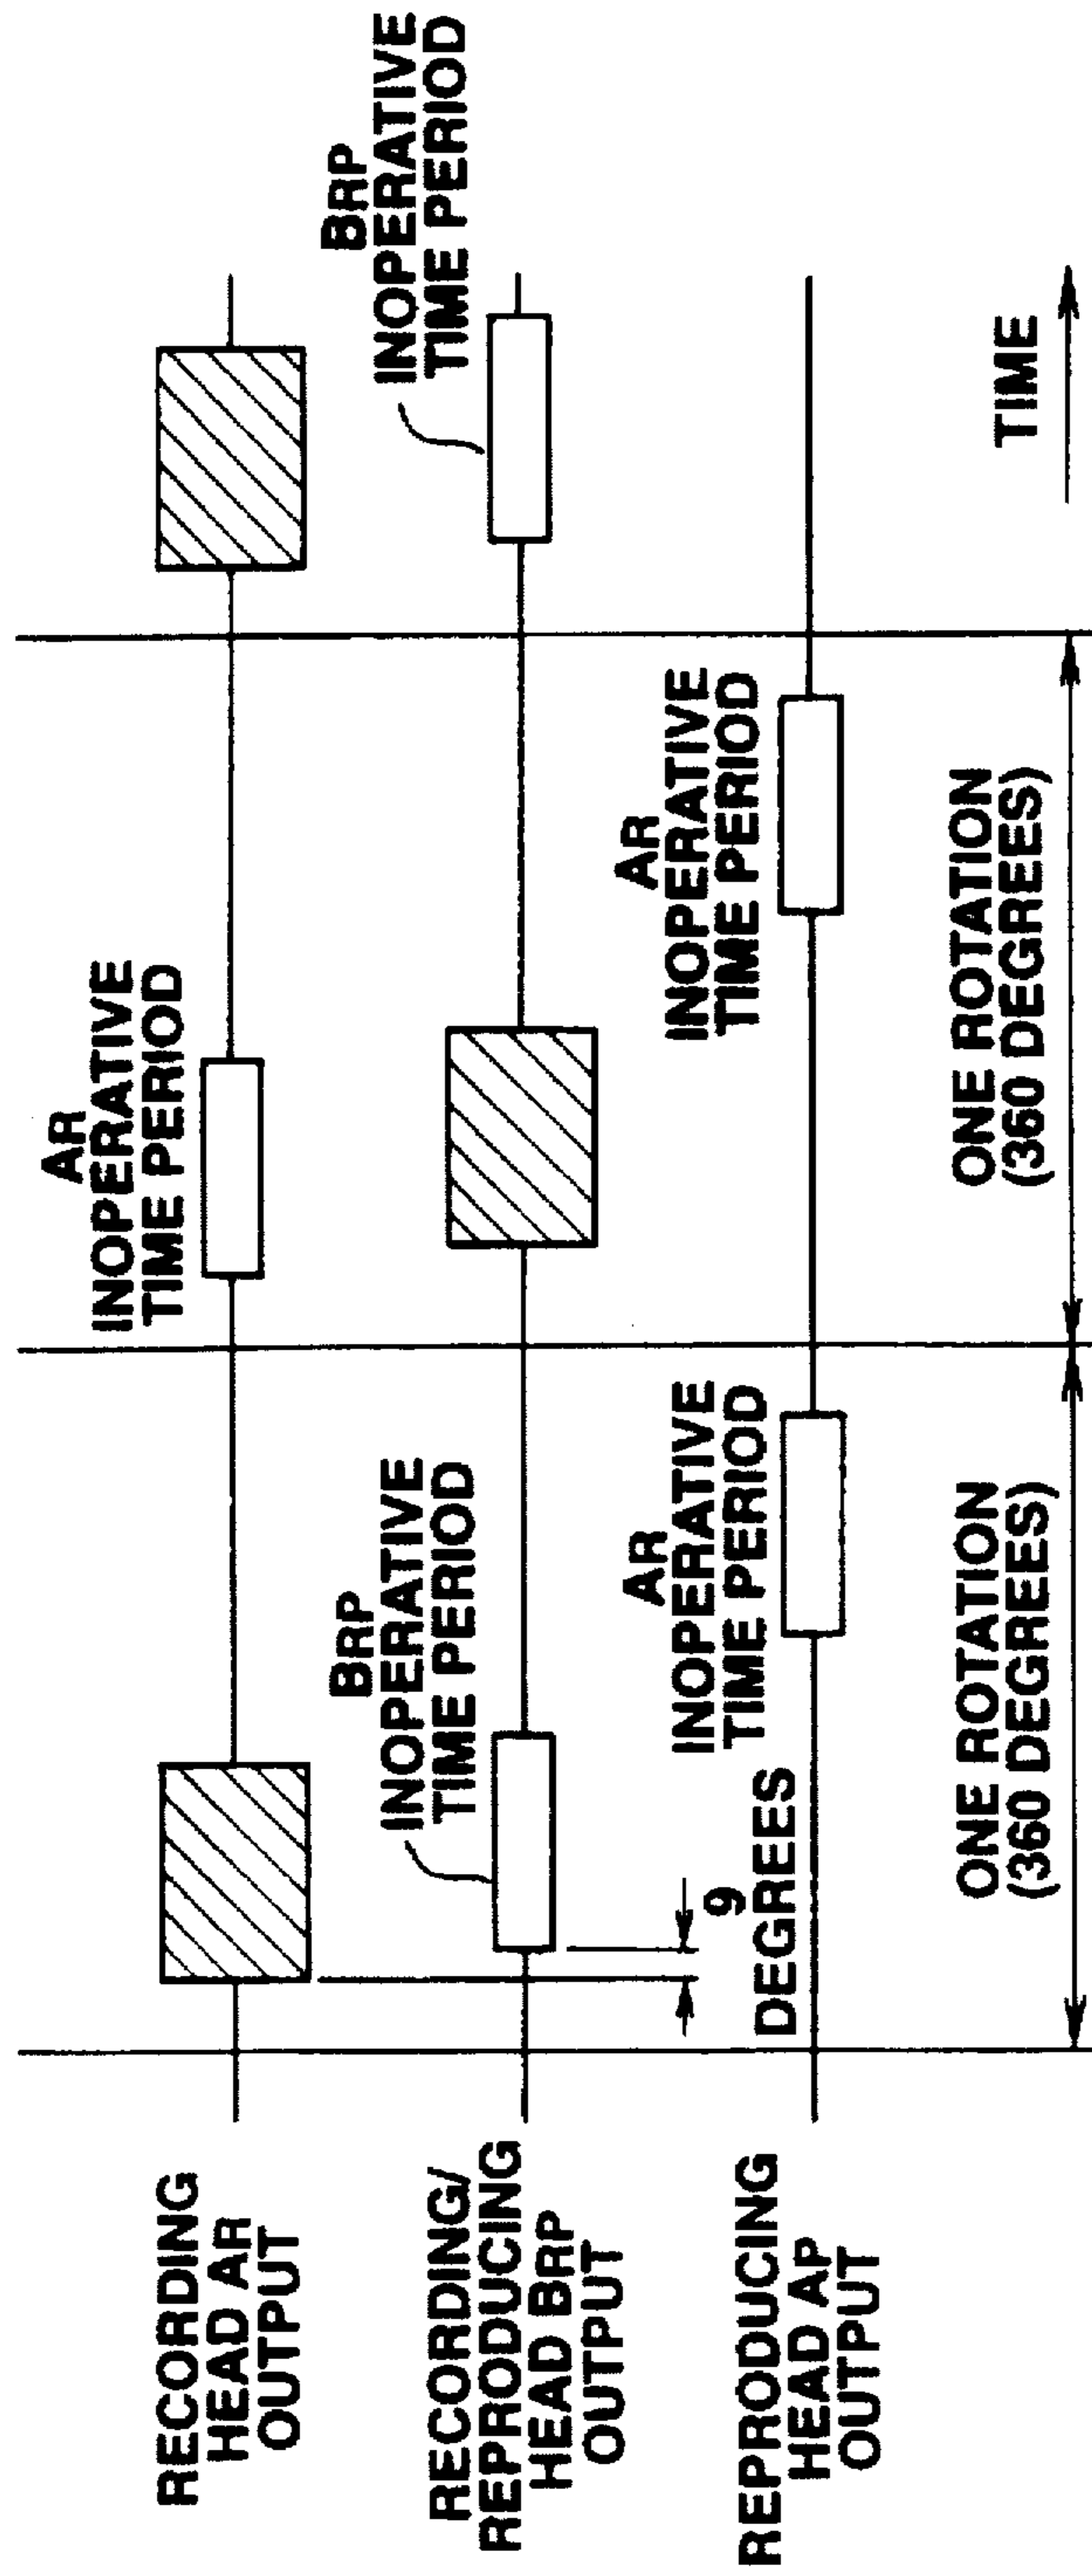 RECORDING
HEAD AR
OUTPUT
AR
INOPERATIVE
TIME PERIOD
RECORDING/
REPRODUCING
HEAD BRP
OUTPUT
BRP
INOPERATIVE
TIME PERIOD
BRP
INOPERATIVE
TIME PERIOD
9
DEGREES
REPRODUCING
HEAD AP
OUTPUT
AR
INOPERATIVE
TIME PERIOD
AR
INOPERATIVE
TIME PERIOD
ONE ROTATION
(360 DEGREES)
ONE ROTATION
(360 DEGREES)
TIME